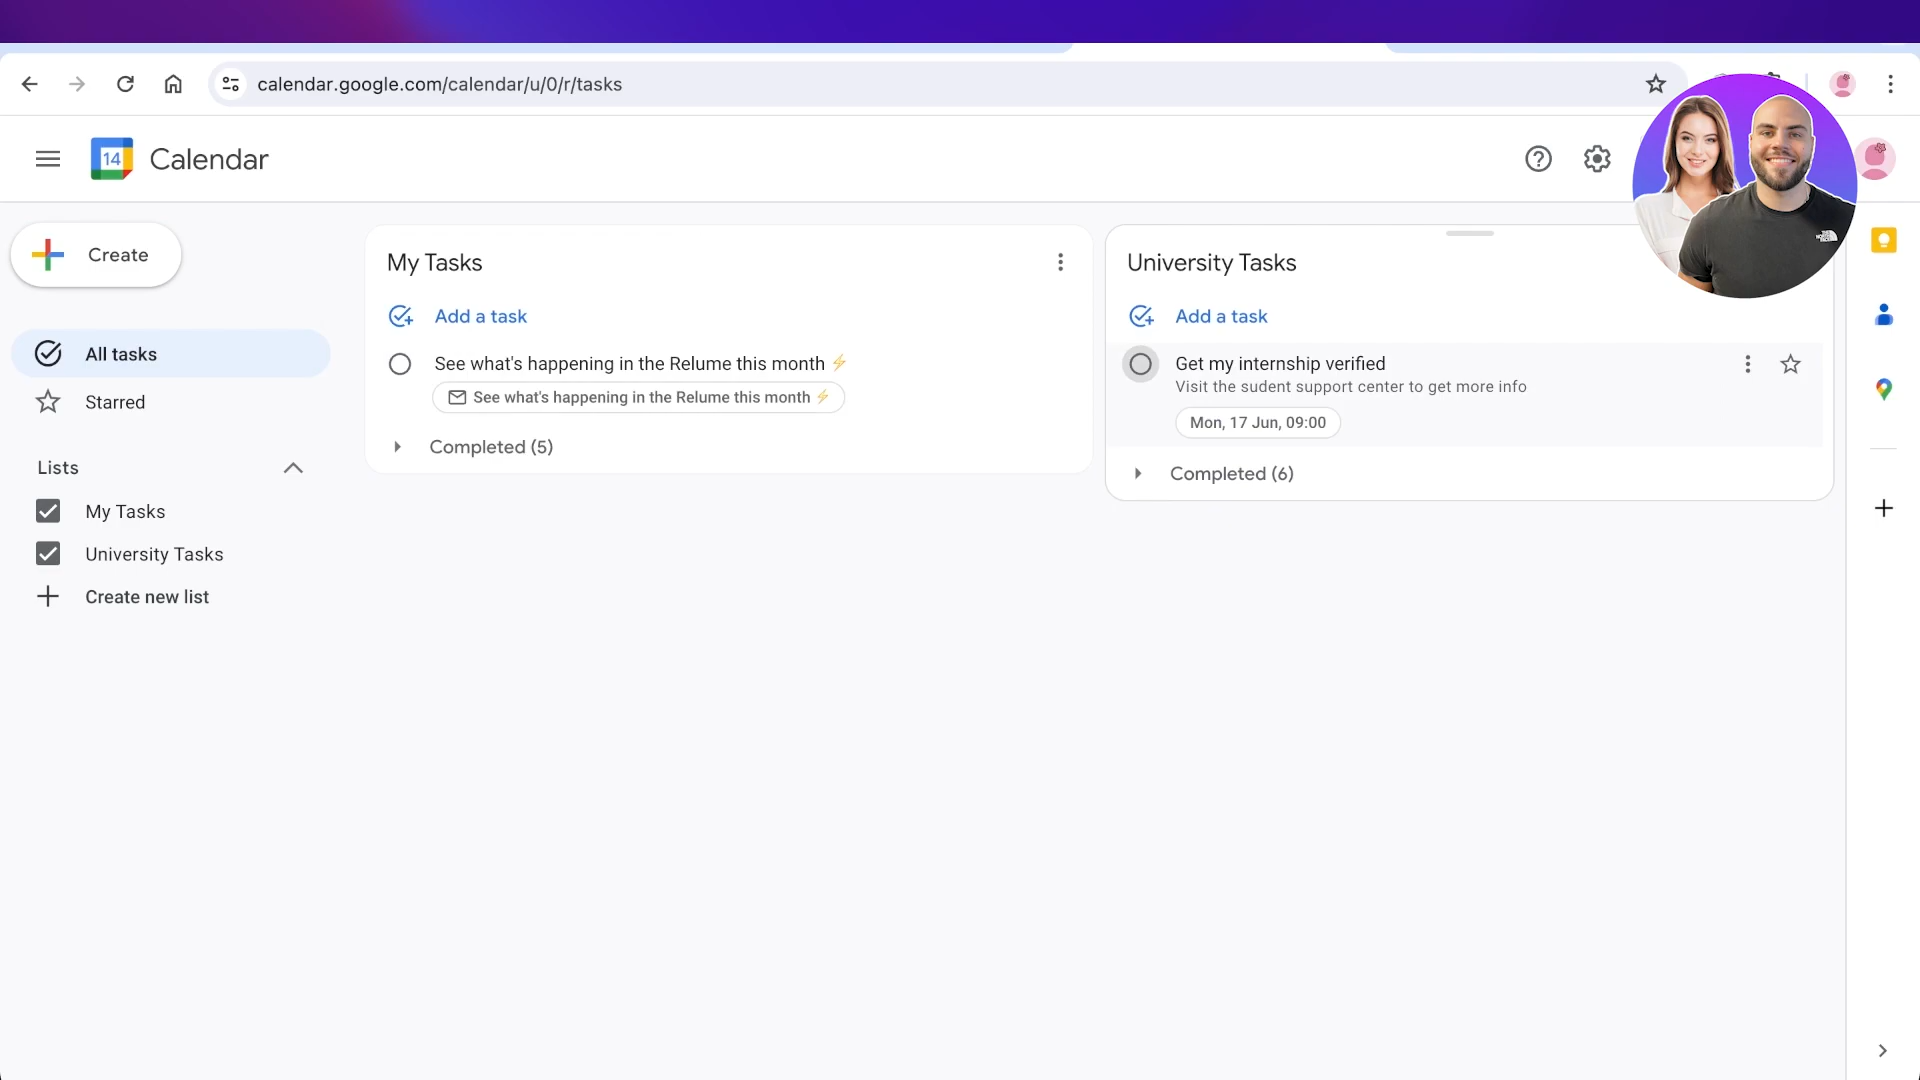 calendar.google.com/calendar/u/0/r/tasks
14
Calendar
Create
All tasks
Starred
Lists
My Tasks
University Tasks
Create new list
My Tasks
Add a task
See what's happening in the Relume this month ⚡
See what's happening in the Relume this month ⚡
Completed (5)
University Tasks
Add a task
Get my internship verified
Visit the sudent support center to get more info
Mon, 17 Jun, 09:00
Completed (6)